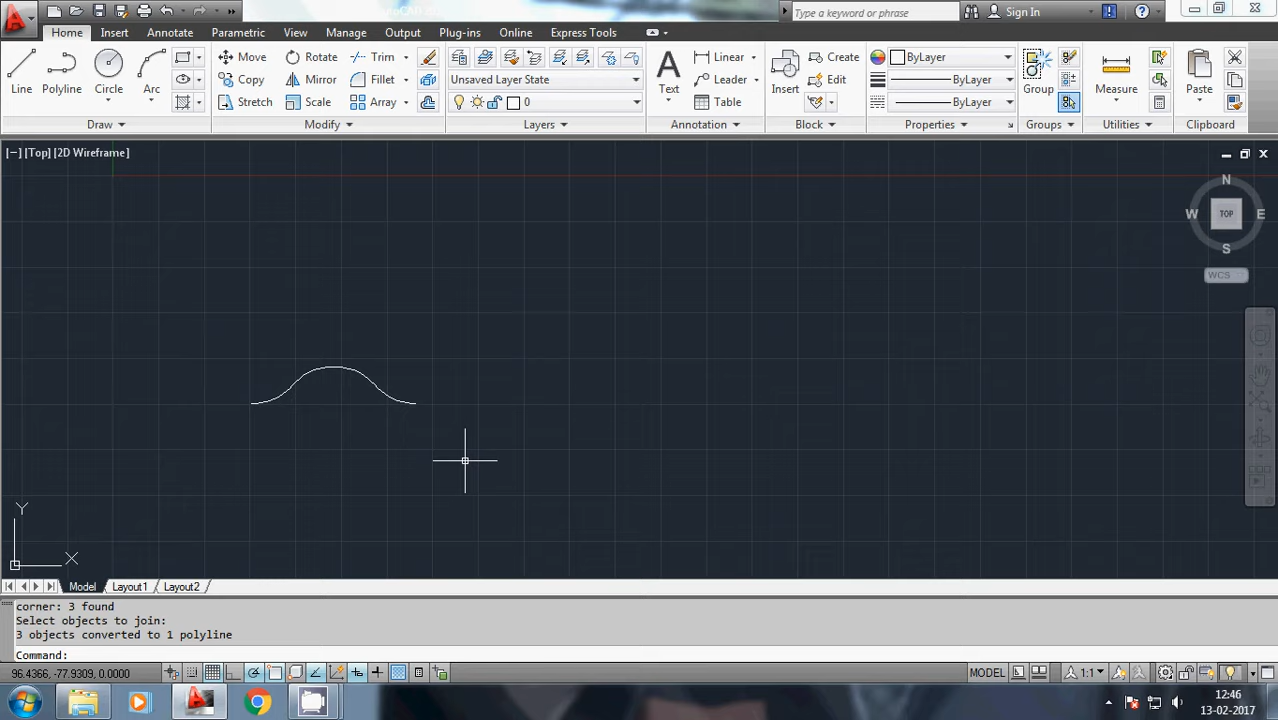 Type a keyword or phrase
Sign In
Home Insert Annotate Parametric View Manage Output Plug-ins Online Express Tools
Line
Polyline
Circle
Arc
Move
Rotate
Trim
Copy
Mirror
Fillet
Stretch
Scale
Array
Unsaved Layer State
0
Text
Linear
Leader
Table
Insert
Create
Edit
ByLayer
ByLayer
ByLayer
Group
Measure
Paste
Draw
Modify
Layers
Annotation
Block
Properties
Groups
Utilities
Clipboard
[−] [Top] [2D Wireframe]
N
W TOP E
S
WCS
Y
X
Model Layout1 Layout2
corner: 3 found
Select objects to join:
3 objects converted to 1 polyline
Command:
96.4366, -77.9309, 0.0000
MODEL
1:1
12:46
13-02-2017